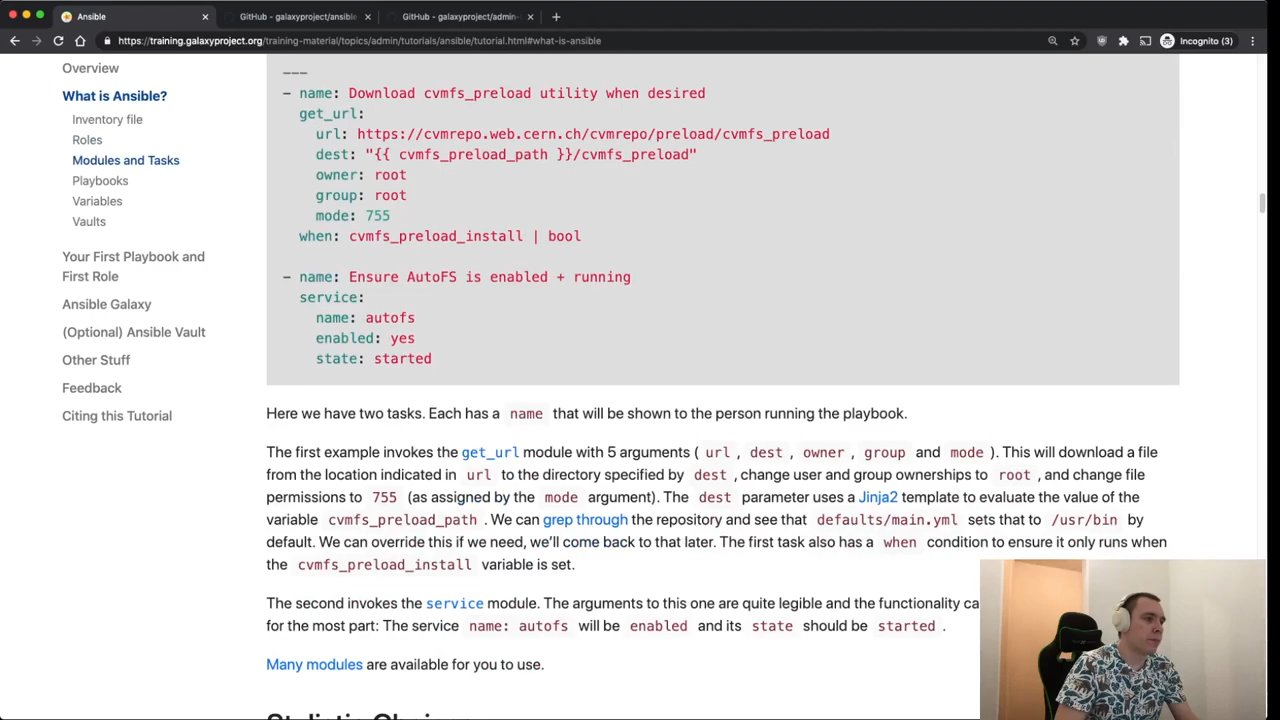 Ansible
GitHub - galaxyproject/ansible
GitHub - galaxyproject/admin-
https://training.galaxyproject.org/training-material/topics/admin/tutorials/ansible/tutorial.html#what-is-ansible
Incognito (3)
Overview
What is Ansible?
Inventory file
Roles
Modules and Tasks
Playbooks
Variables
Vaults
Your First Playbook and
First Role
Ansible Galaxy
(Optional) Ansible Vault
Other Stuff
Feedback
Citing this Tutorial
---
- name: Download cvmfs_preload utility when desired
get_url:
url: https://cvmrepo.web.cern.ch/cvmrepo/preload/cvmfs_preload
dest: "{{ cvmfs_preload_path }}/cvmfs_preload"
owner: root
group: root
mode: 755
when: cvmfs_preload_install | bool
- name: Ensure AutoFS is enabled + running
service:
name: autofs
enabled: yes
state: started
Here we have two tasks. Each has a name that will be shown to the person running the playbook.
The first example invokes the get_url module with 5 arguments ( url , dest , owner , group and mode ). This will download a file
from the location indicated in url to the directory specified by dest , change user and group ownerships to root , and change file
permissions to 755 (as assigned by the mode argument). The dest parameter uses a Jinja2 template to evaluate the value of the
variable cvmfs_preload_path . We can grep through the repository and see that defaults/main.yml sets that to /usr/bin by
default. We can override this if we need, we'll come back to that later. The first task also has a when condition to ensure it only runs when
the cvmfs_preload_install variable is set.
The second invokes the service module. The arguments to this one are quite legible and the functionality ca
for the most part: The service name: autofs will be enabled and its state should be started .
Many modules are available for you to use.